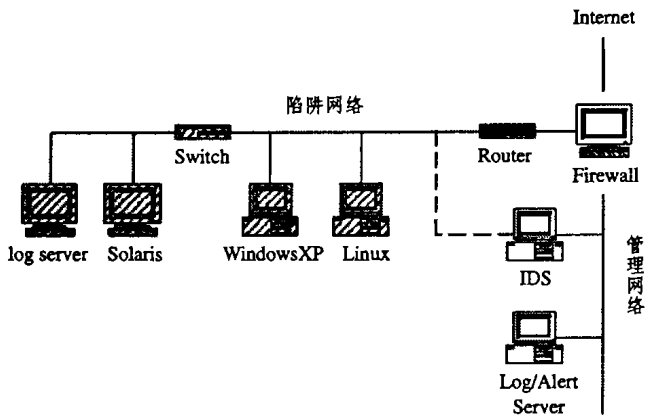 Internet
陷阱网络
Switch
Router
Firewall
log server
Solaris
WindowsXP
Linux
IDS
管理网络
Log/Alert
Server